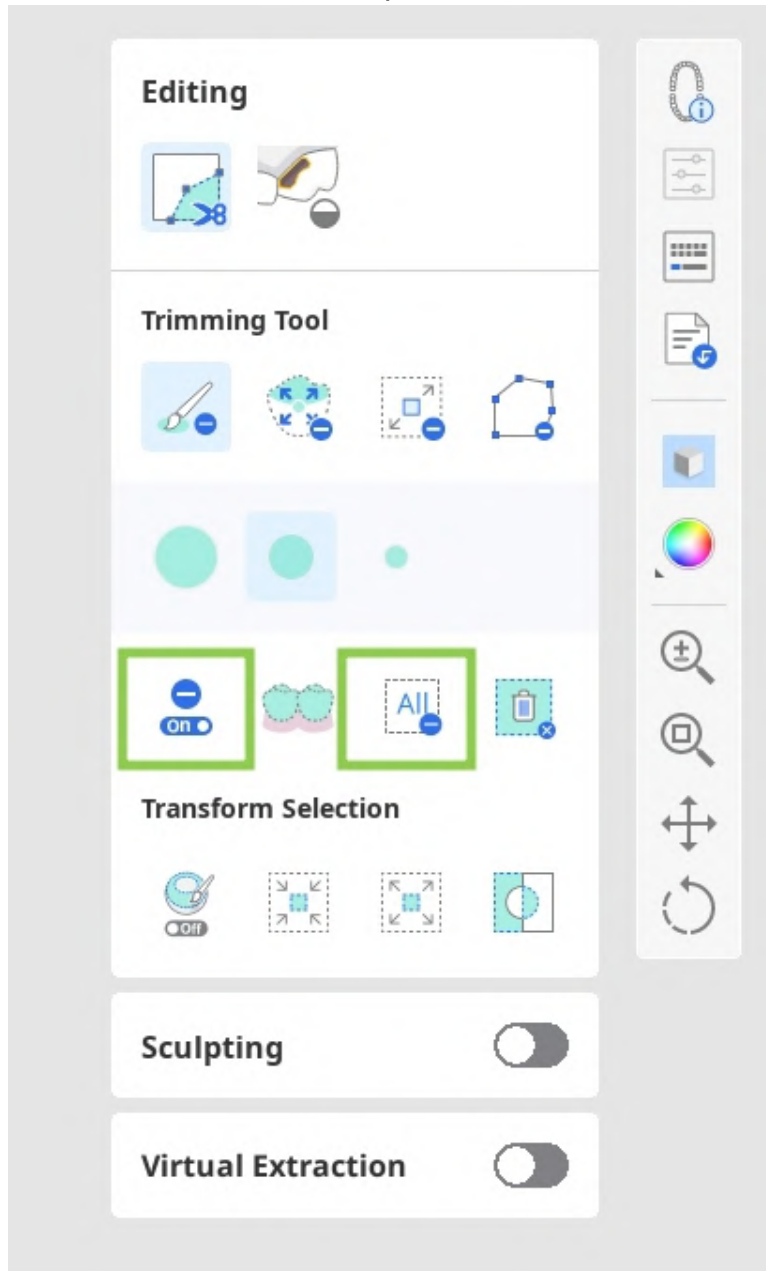 Editing
Trimming Tool
On
All
Transform Selection
Off
Sculpting
Virtual Extraction